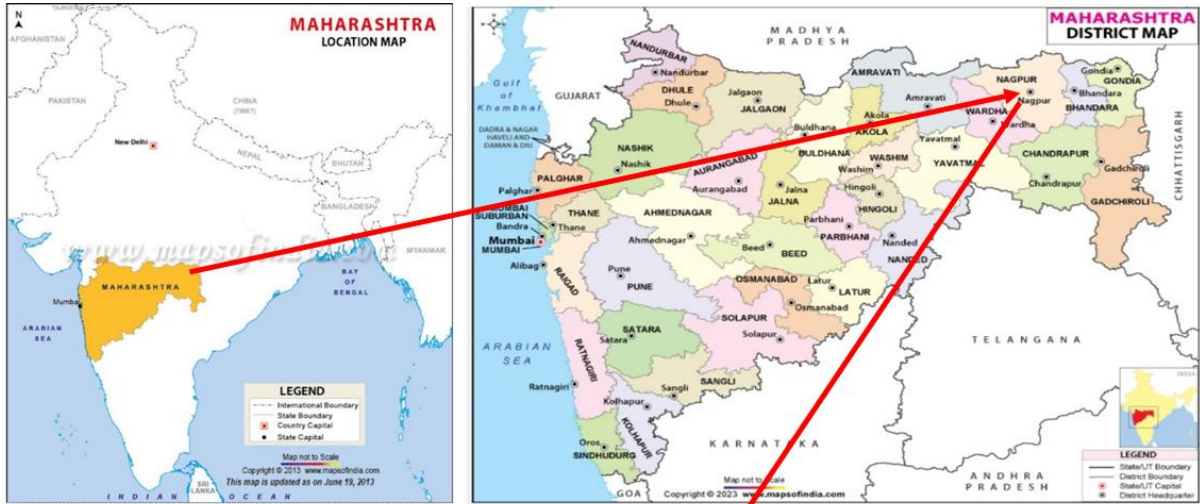 N
MAHARASHTRA
LOCATION MAP
AFGHANISTAN
PAKISTAN
CHINA
(TIBET)
New Delhi
NEPAL
BHUTAN
BANGLADESH
MYANMAR
www.mapsofindia.com
MAHARASHTRA
Mumbai
BAY
OF
BENGAL
ARABIAN
SEA
LEGEND
International Boundary
State Boundary
Country Capital
State Capital
Map not to Scale
Copyright © 2013 www.mapsofindia.com
This map is updated as on June 19, 2013
SRI
LANKA
INDIAN OCEAN
MAHARASHTRA
DISTRICT MAP
MADHYA
PRADESH
Gulf
of
Khambhat
GUJARAT
NANDURBAR
Nandurbar
DHULE
Dhule
Jalgaon
JALGAON
AMRAVATI
Amravati
NAGPUR
Nagpur
Gondia
GONDIA
Bhandara
BHANDARA
WARDHA
Wardha
DADRA & NAGAR
HAVELI AND
DAMAN & DIU
NASHIK
Nashik
Buldhana
BULDHANA
Akola
AKOLA
WASHIM
Washim
Yavatmal
YAVATMAL
CHANDRAPUR
Chandrapur
Gadchiroli
GADCHIROLI
CHHATTISGARH
PALGHAR
Palghar
AURANGABAD
Aurangabad
Jalna
JALNA
Hingoli
HINGOLI
MUMBAI
SUBURBAN
Bandra
THANE
Thane
Mumbai
MUMBAI
AHMEDNAGAR
Ahmednagar
Parbhani
PARBHANI
Beed
BEED
Nanded
NANDED
Alibag
RAIGAD
Pune
PUNE
OSMANABAD
Osmanabad
Latur
LATUR
SOLAPUR
Solapur
SATARA
Satara
ARABIAN
SEA
RATNAGIRI
Ratnagiri
Sangli
SANGLI
Kolhapur
KOLHAPUR
Oros
SINDHUDURG
GOA
KARNATAKA
TELANGANA
ANDHRA
PRADESH
Map not to Scale
Copyright © 2023 www.mapsofindia.com
INDIA
LEGEND
State/UT Boundary
District Boundary
State/UT Capital
District Headquarter